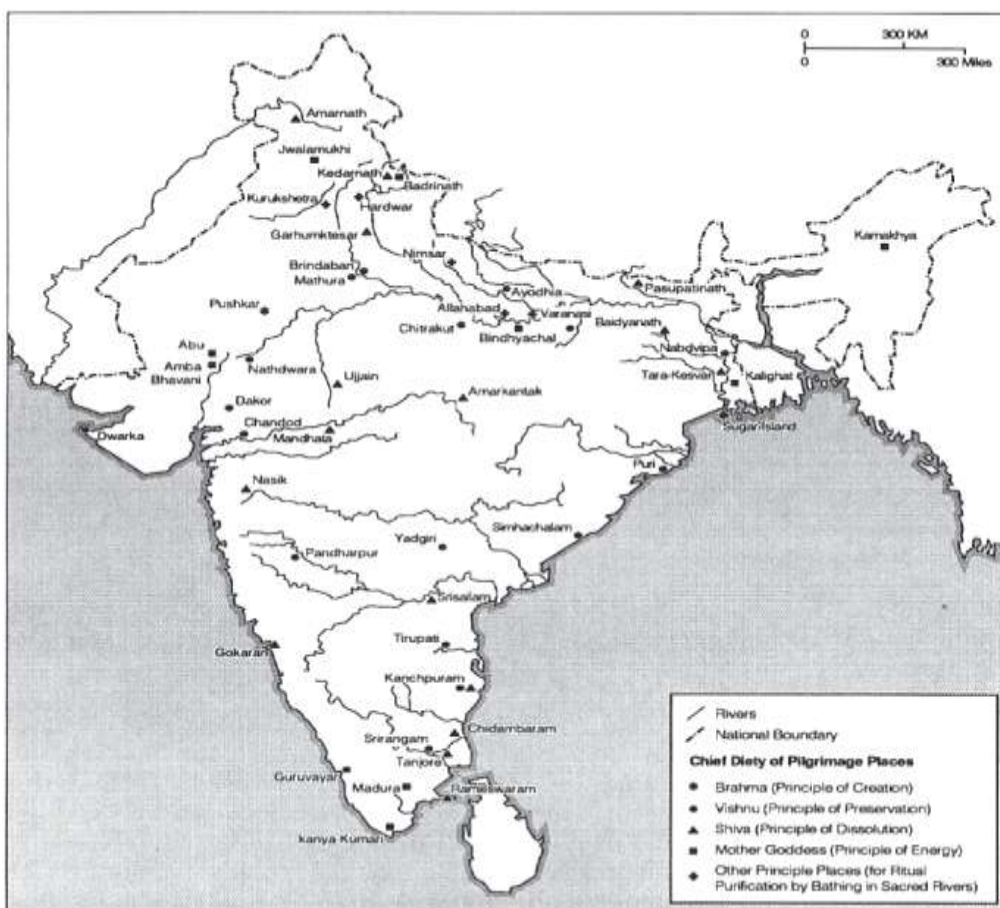 0 300 KM
0 300 Miles
Amarnath
Jwalamukhi
Kedarnath
Badrinath
Kurukshetra
Hardwar
Garhumktesar
Nimsar
Kamakhya
Brindaban
Mathura
Pasupatinath
Ayodhia
Pushkar
Allahabad
Varanasi
Chitrakut
Bindhyachal
Baidyanath
Abu
Amba
Bhavani
Nathdwara
Ujjain
Nabdvipa
Tara-Kesvar
Kalighat
Amarkantak
Dakor
Chandod
Mandhata
Dwarka
Sugar Island
Puri
Nasik
Simhachalam
Yadgiri
Pandharpur
Srisailam
Tirupati
Gokaran
Kanchpuram
Chidambaram
Srirangam
Tanjore
Guruvayar
Madura
Rameswaram
kanya Kumari
Rivers
National Boundary
Chief Diety of Pilgrimage Places
Brahma (Principle of Creation)
Vishnu (Principle of Preservation)
Shiva (Principle of Dissolution)
Mother Goddess (Principle of Energy)
Other Principle Places (for Ritual
Purification by Bathing in Sacred Rivers)